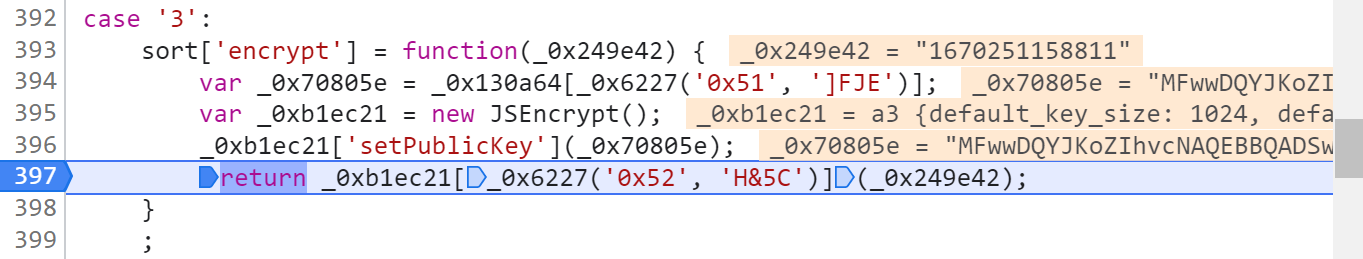 392 case '3':
393 sort['encrypt'] = function(_0x249e42) { _0x249e42 = "1670251158811"
394 var _0x70805e = _0x130a64[_0x6227('0x51', ']FJE')]; _0x70805e = "MFwwDQYJKoZI
395 var _0xb1ec21 = new JSEncrypt(); _0xb1ec21 = a3 {default_key_size: 1024, defa
396 _0xb1ec21['setPublicKey'](_0x70805e); _0x70805e = "MFwwDQYJKoZIhvcNAQEBBQADSw
397 return _0xb1ec21[_0x6227('0x52', 'H&5C')](_0x249e42);
398 }
399 ;